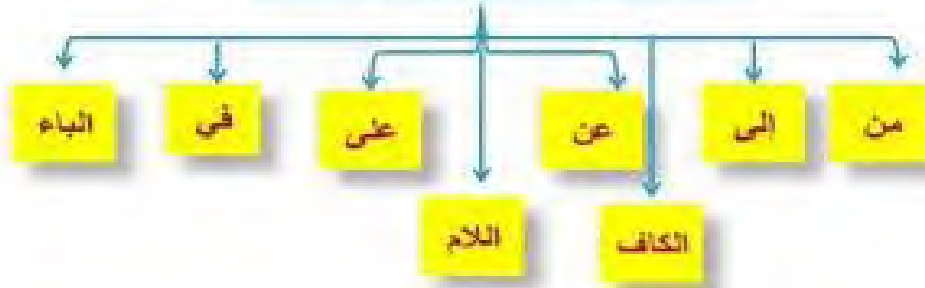 من إلى عن على في الباء
الكاف اللام